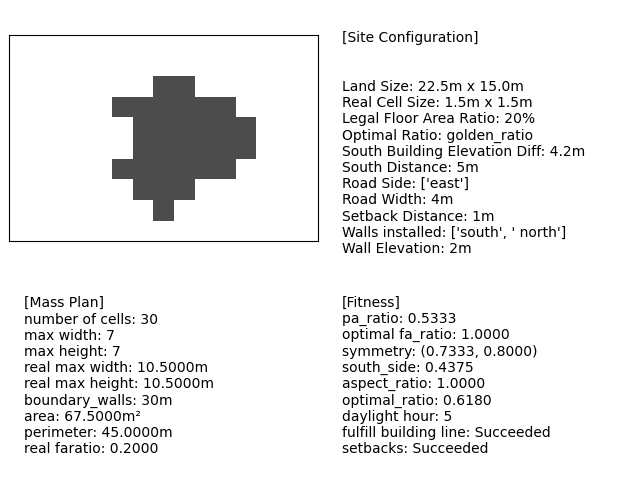 [Site Configuration]
Land Size: 22.5m x 15.0m
Real Cell Size: 1.5m x 1.5m
Legal Floor Area Ratio: 20%
Optimal Ratio: golden_ratio
South Building Elevation Diff: 4.2m
South Distance: 5m
Road Side: ['east']
Road Width: 4m
Setback Distance: 1m
Walls installed: ['south', ' north']
Wall Elevation: 2m
[Mass Plan]
number of cells: 30
max width: 7
max height: 7
real max width: 10.5000m
real max height: 10.5000m
boundary_walls: 30m
area: 67.5000m²
perimeter: 45.0000m
real faratio: 0.2000
[Fitness]
pa_ratio: 0.5333
optimal fa_ratio: 1.0000
symmetry: (0.7333, 0.8000)
south_side: 0.4375
aspect_ratio: 1.0000
optimal_ratio: 0.6180
daylight hour: 5
fulfill building line: Succeeded
setbacks: Succeeded